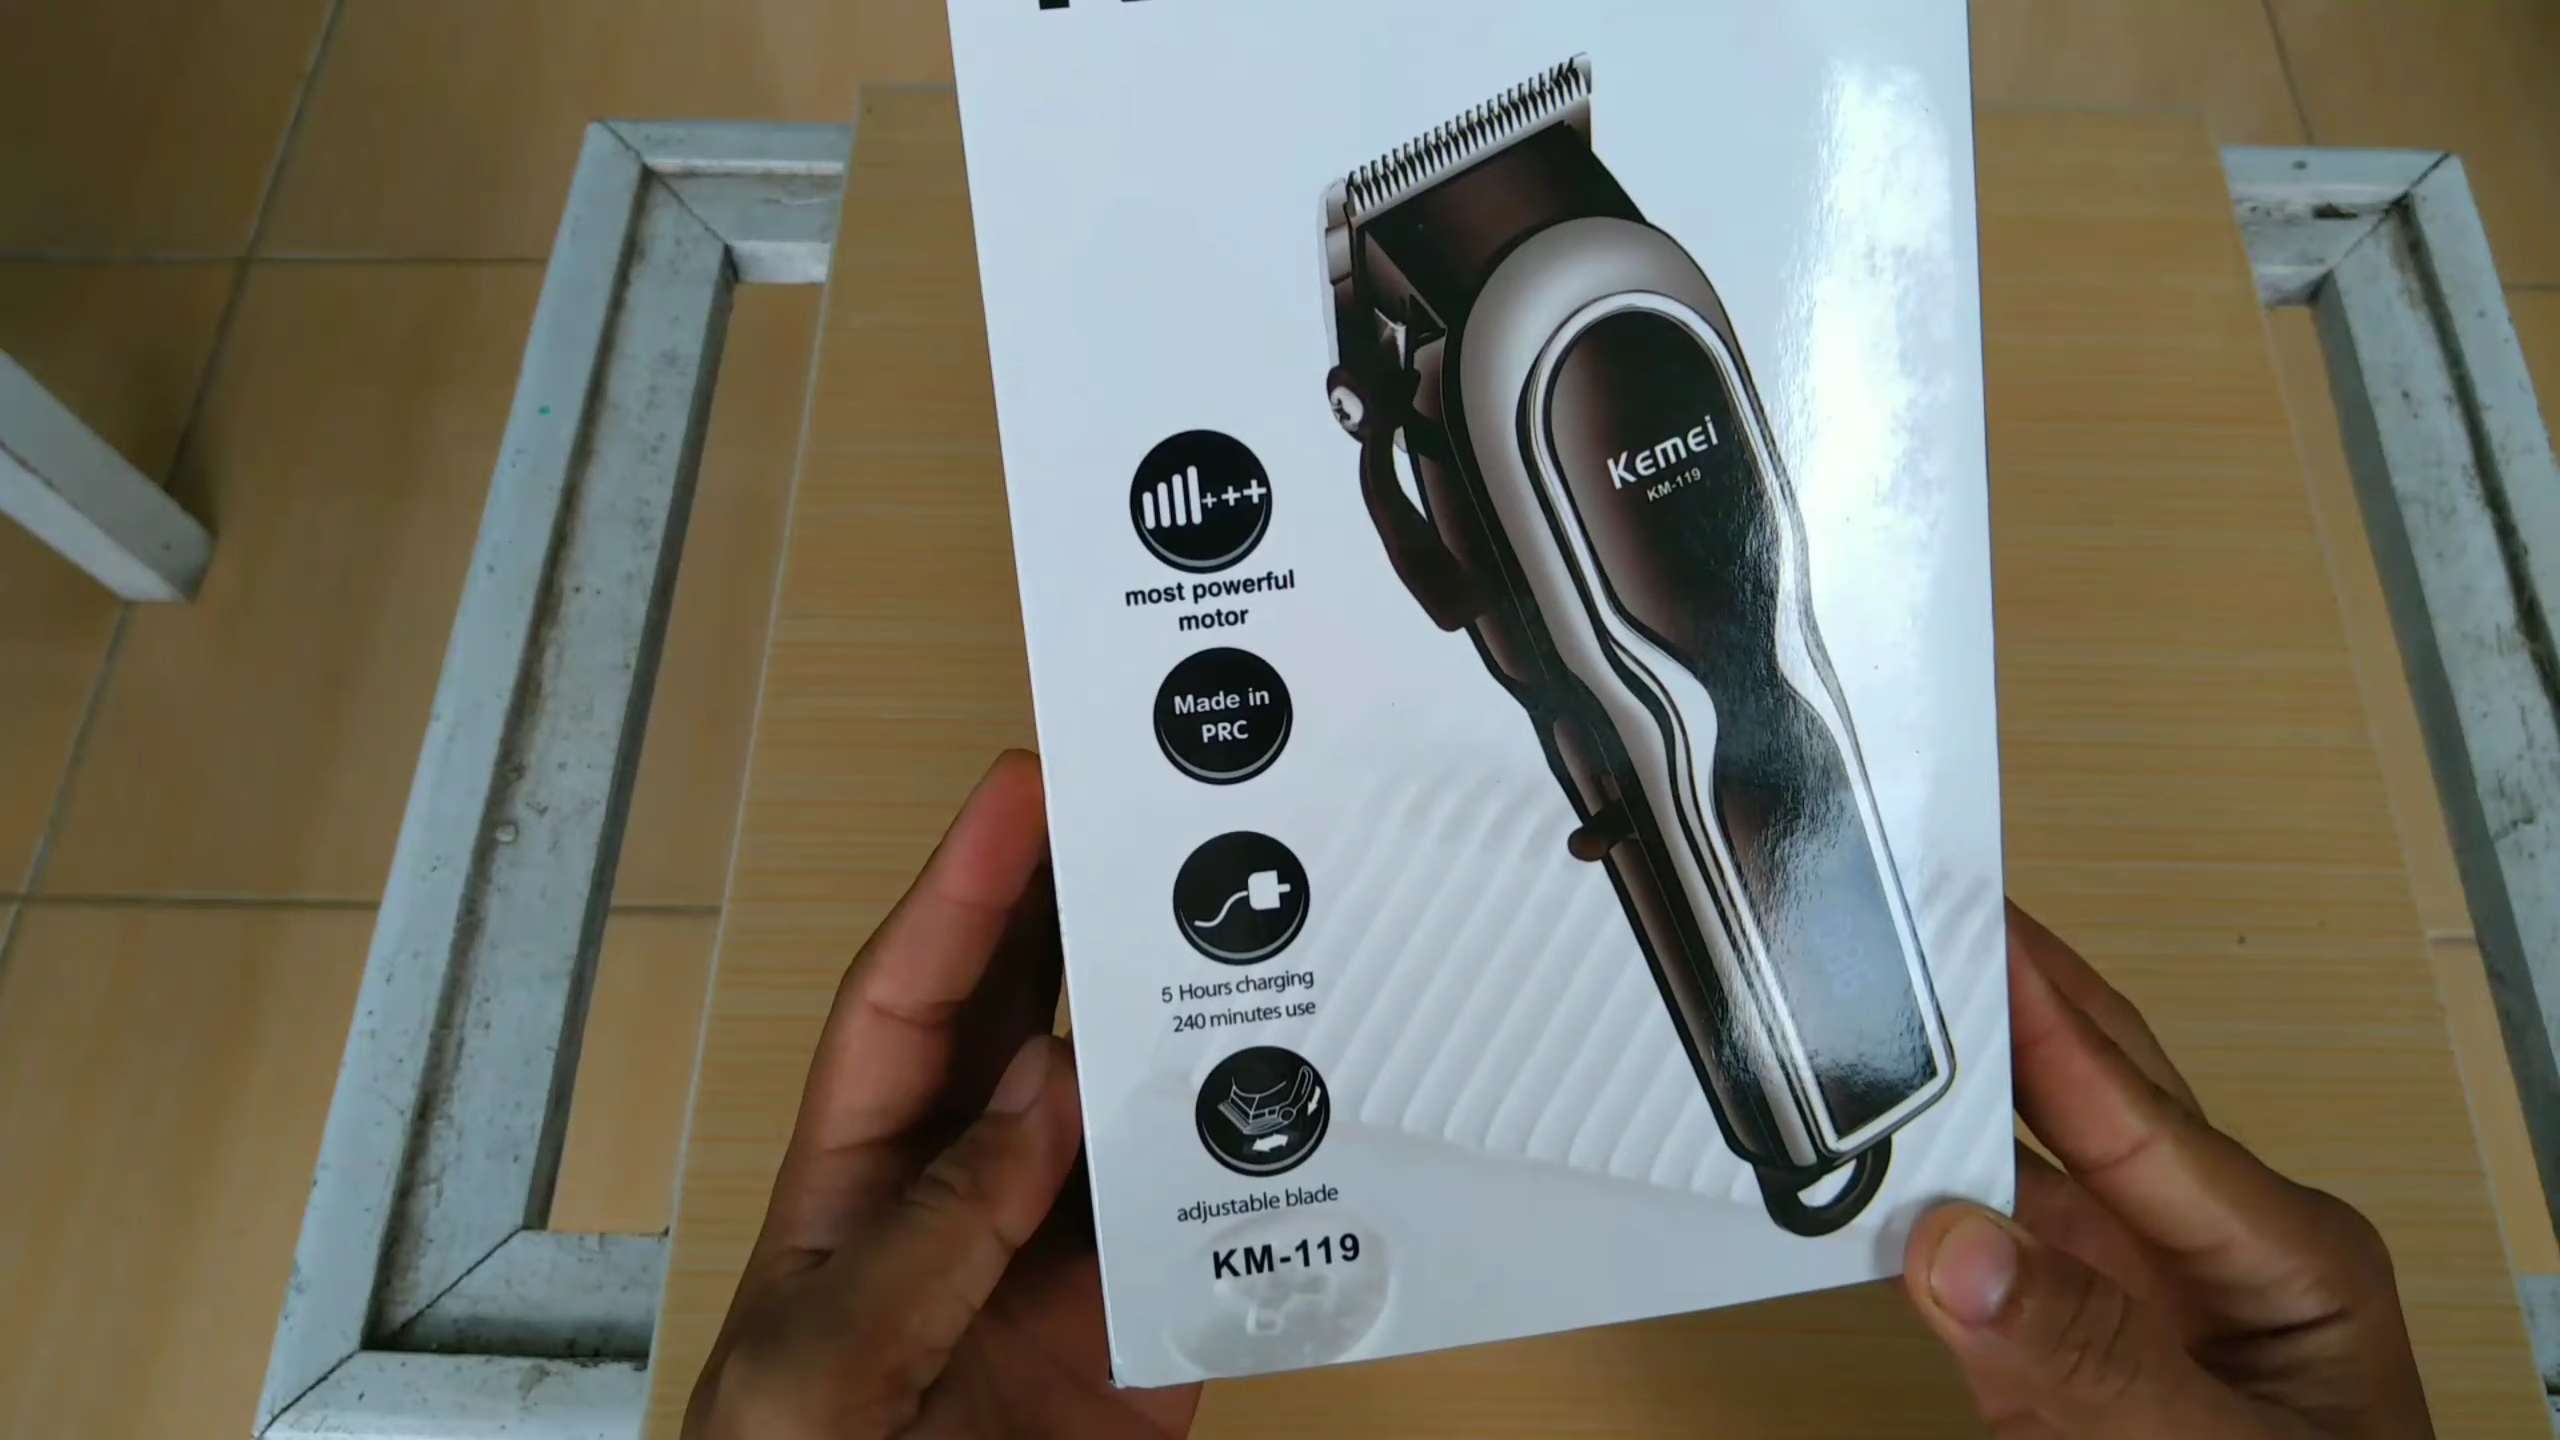 Kemei
KM-119
+++
most powerful
motor
Made in
PRC
5 Hours charging
240 minutes use
adjustable blade
KM-119